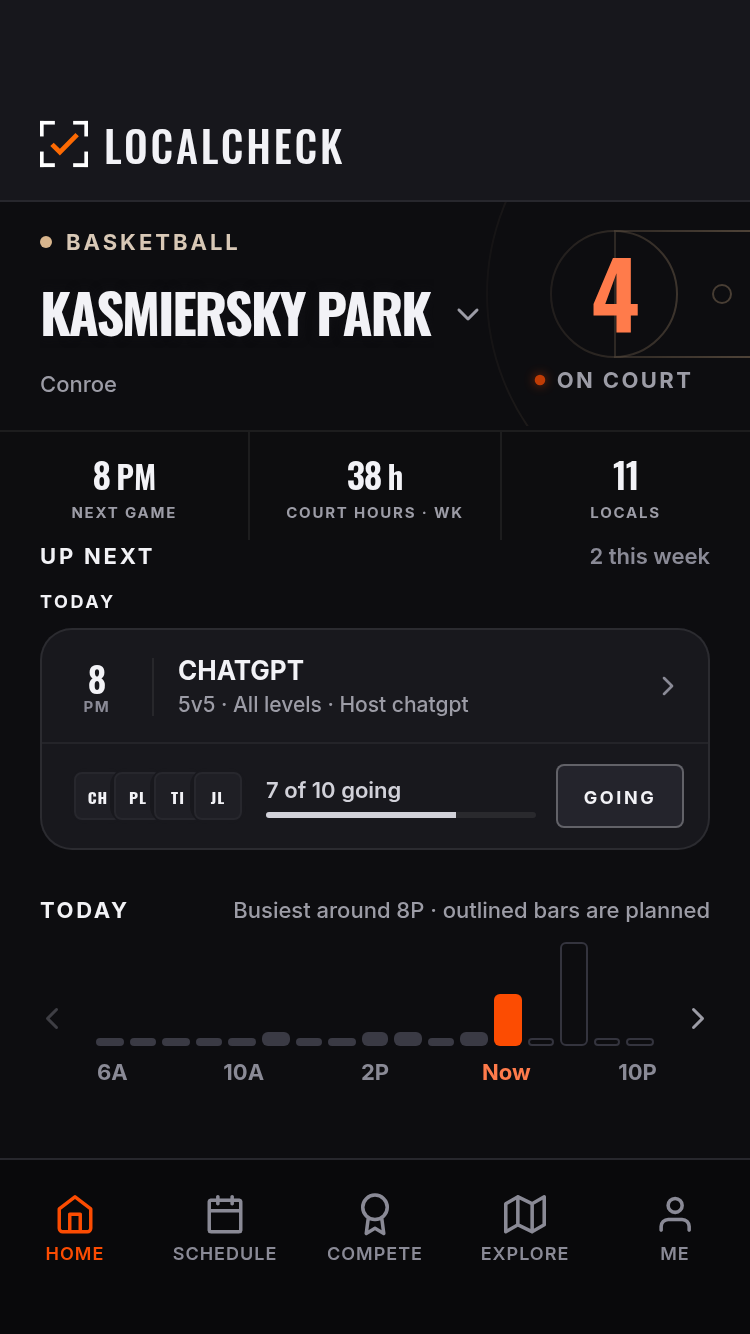 LOCALCHECK
BASKETBALL
KASMIERSKY PARK
Conroe
4
ON COURT
8 PM
NEXT GAME
38 h
COURT HOURS · WK
11
LOCALS
UP NEXT
2 this week
TODAY
8
PM
CHATGPT
5v5 · All levels · Host chatgpt
CH PL TI JL
7 of 10 going
GOING
TODAY
Busiest around 8P · outlined bars are planned
6A 10A 2P Now 10P
HOME SCHEDULE COMPETE EXPLORE ME